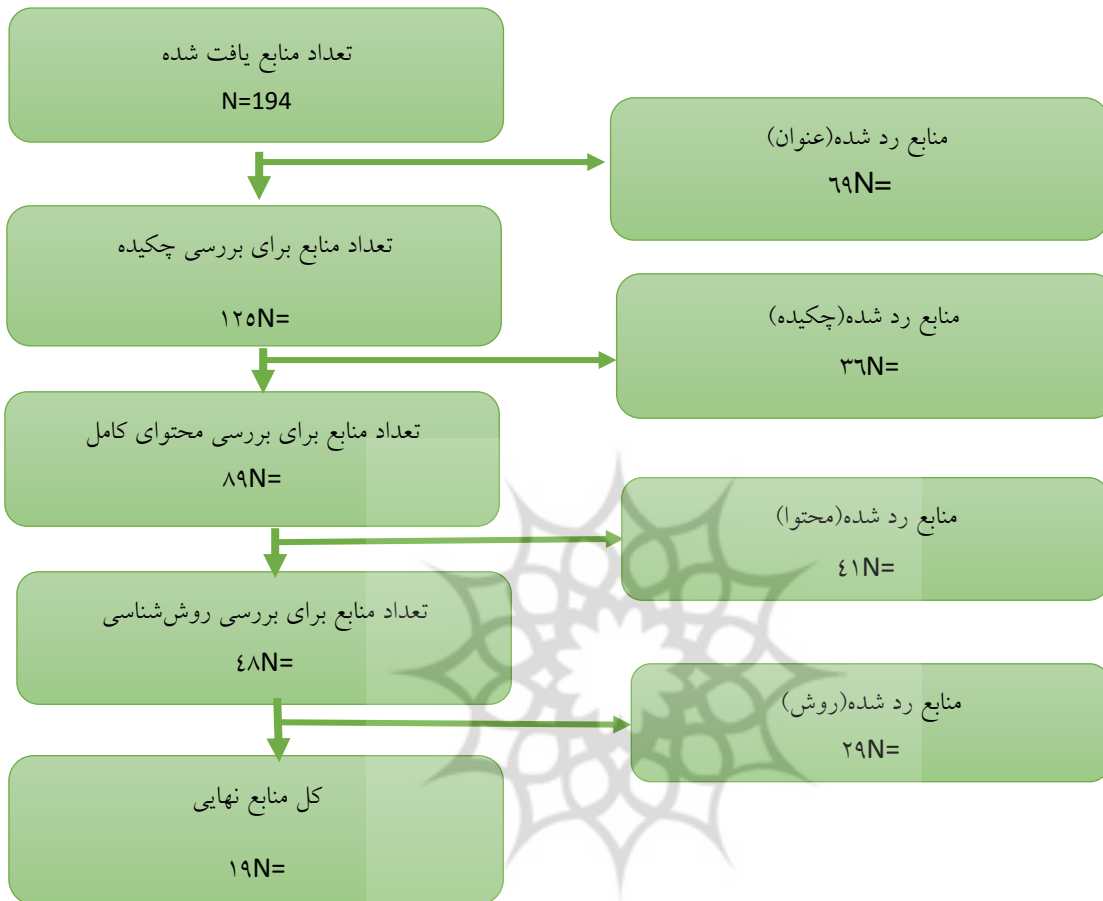 تعداد منابع یافت شده
N=194
منابع رد شده(عنوان)
٦٩N=
تعداد منابع برای بررسی چکیده
١٢٥N=
منابع رد شده(چکیده)
٣٦N=
تعداد منابع برای بررسی محتوای کامل
٨٩N=
منابع رد شده(محتوا)
٤١N=
تعداد منابع برای بررسی روش‌شناسی
٤٨N=
منابع رد شده(روش)
٢٩N=
کل منابع نهایی
١٩N=